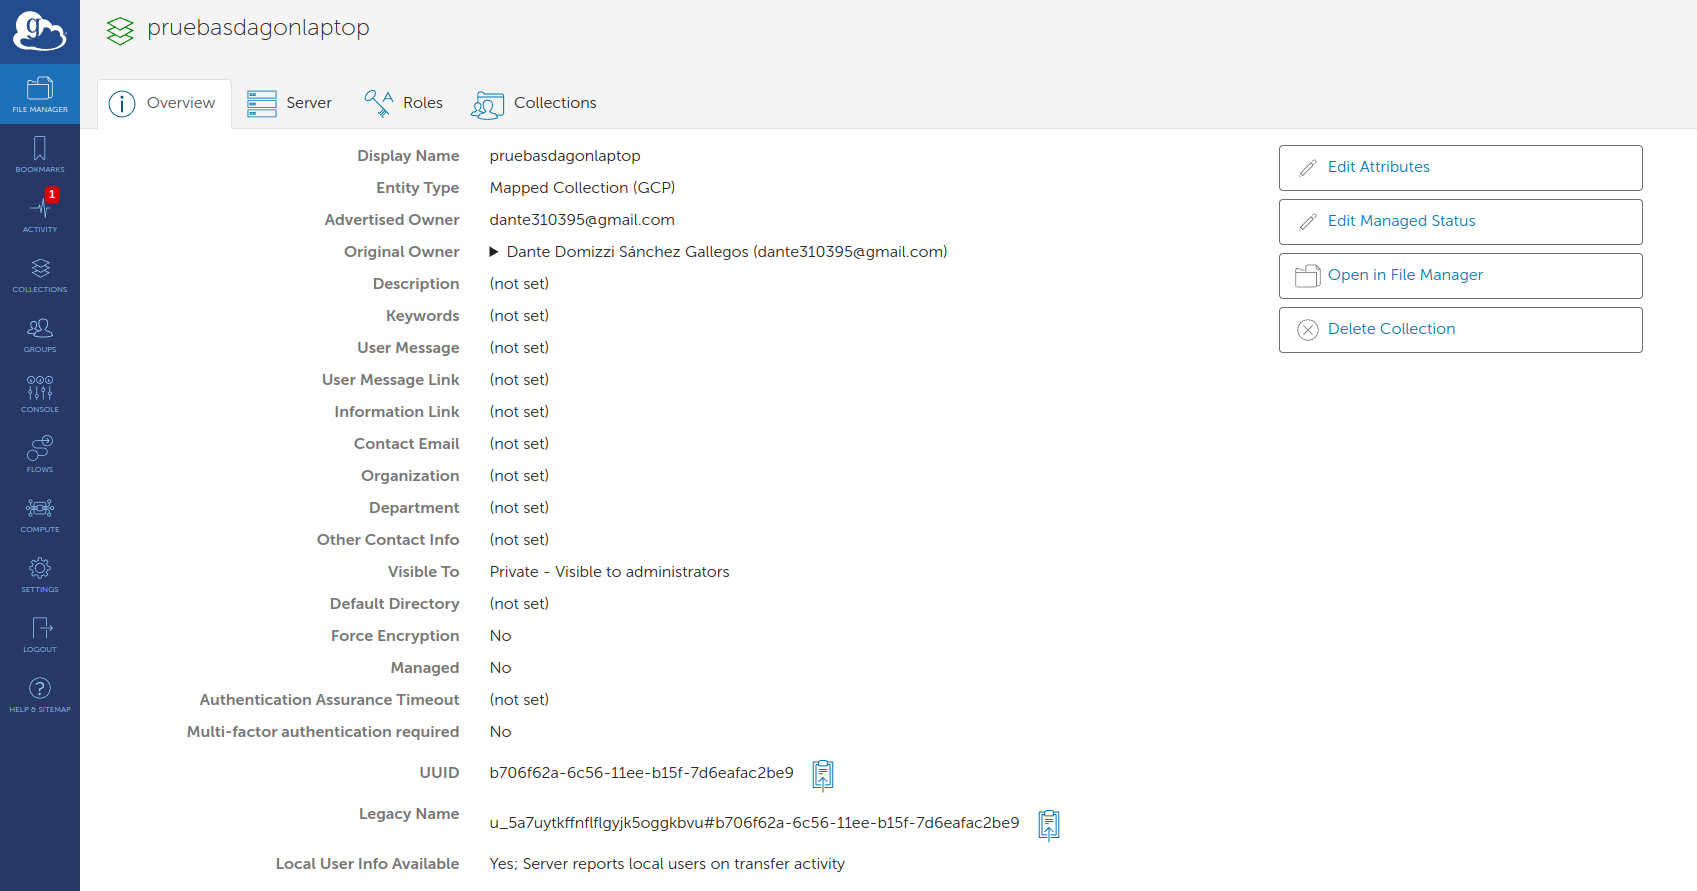 g
pruebasdagonlaptop
FILE MANAGER
BOOKMARKS
1
ACTIVITY
COLLECTIONS
GROUPS
CONSOLE
FLOWS
COMPUTE
SETTINGS
LOGOUT
HELP & SITEMAP
Overview
Server
Roles
Collections
Display Name pruebasdagonlaptop
Entity Type Mapped Collection (GCP)
Advertised Owner dante310395@gmail.com
Original Owner ▶ Dante Domizzi Sánchez Gallegos (dante310395@gmail.com)
Description (not set)
Keywords (not set)
User Message (not set)
User Message Link (not set)
Information Link (not set)
Contact Email (not set)
Organization (not set)
Department (not set)
Other Contact Info (not set)
Visible To Private - Visible to administrators
Default Directory (not set)
Force Encryption No
Managed No
Authentication Assurance Timeout (not set)
Multi-factor authentication required No
UUID b706f62a-6c56-11ee-b15f-7d6eafac2be9
Legacy Name u_5a7uytkffnflflgyjk5oggkbvu#b706f62a-6c56-11ee-b15f-7d6eafac2be9
Local User Info Available Yes; Server reports local users on transfer activity
Edit Attributes
Edit Managed Status
Open in File Manager
Delete Collection